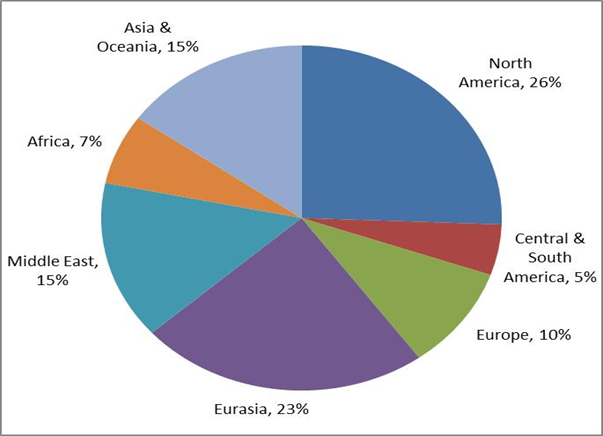 Asia &
Oceania, 15%
North
America, 26%
Africa, 7%
Central &
South
America, 5%
Middle East,
15%
Europe, 10%
Eurasia, 23%